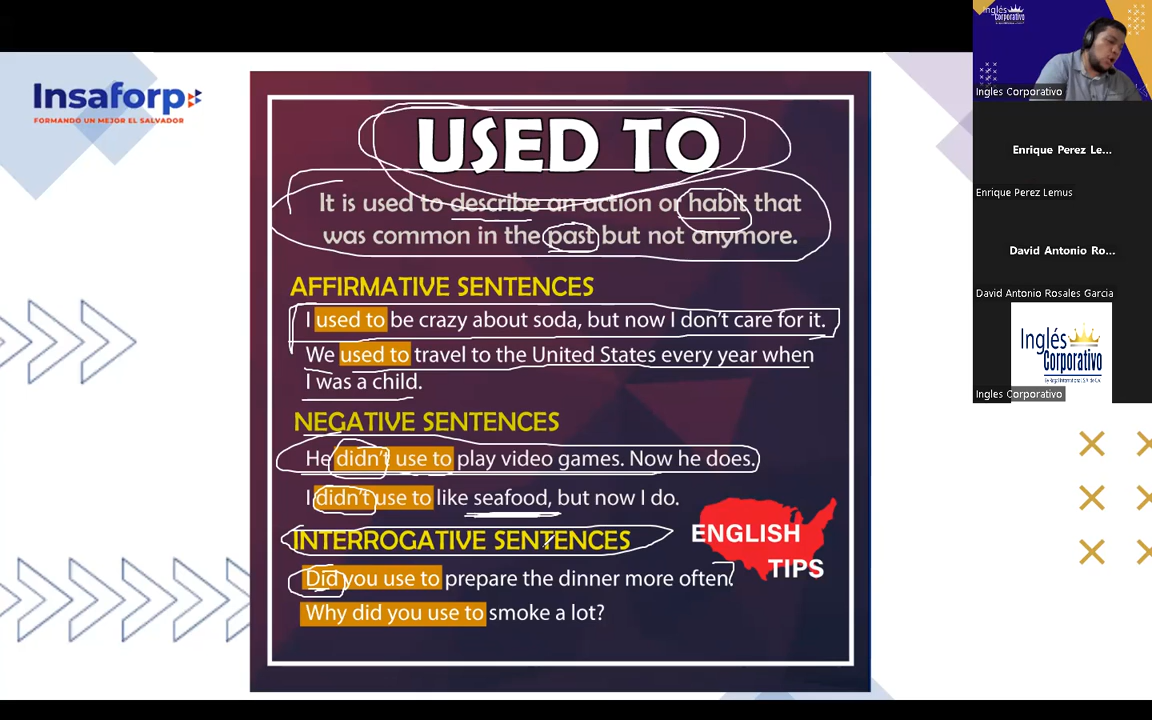 Insaforp
FORMANDO UN MEJOR EL SALVADOR
USED TO
It is used to describe an action or habit that
was common in the past but not anymore.
AFFIRMATIVE SENTENCES
I used to be crazy about soda, but now I don't care for it.
We used to travel to the United States every year when
I was a child.
NEGATIVE SENTENCES
He didn't use to play video games. Now he does.
I didn't use to like seafood, but now I do.
INTERROGATIVE SENTENCES
Did you use to prepare the dinner more often.
Why did you use to smoke a lot?
ENGLISH
TIPS
Inglés
Corporativo
Ingles Corporativo
Enrique Perez Le...
Enrique Perez Lemus
David Antonio Ro...
David Antonio Rosales Garcia
Inglés
Corporativo
Ingles Corporativo